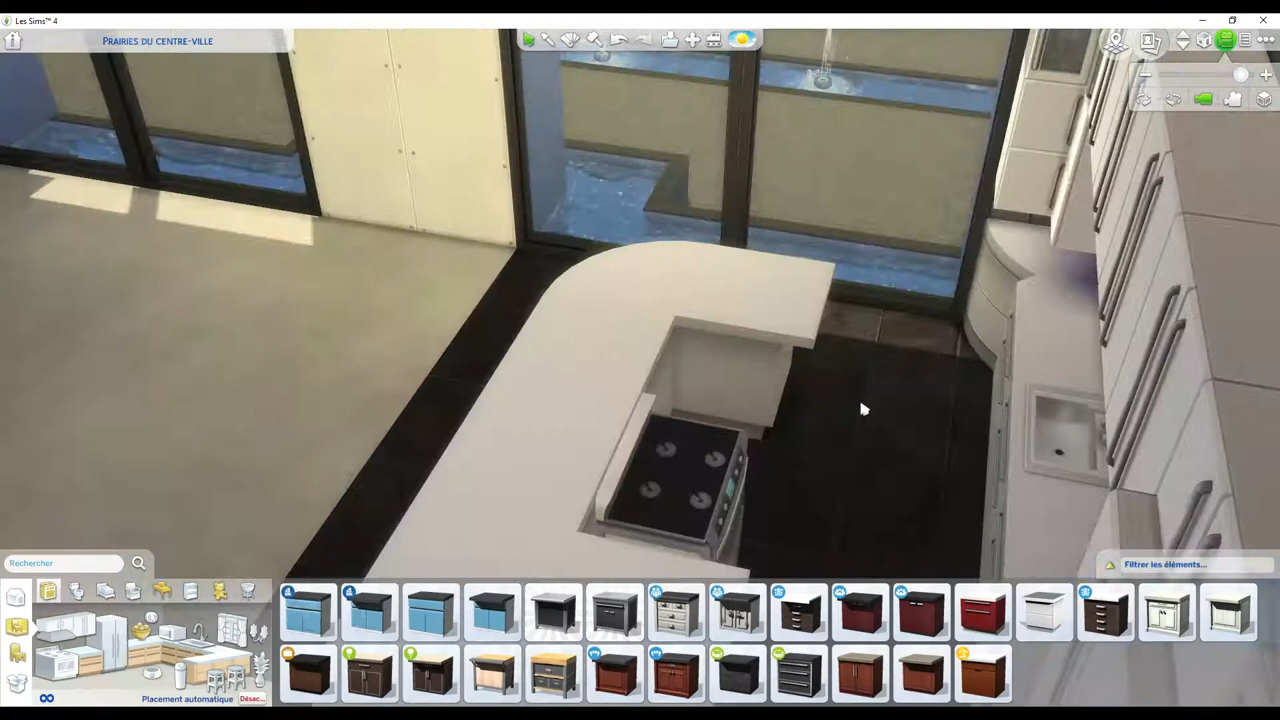 Les Sims™ 4
PRAIRIES DU CENTRE-VILLE
Rechercher
Filtrer les éléments...
Placement automatique
Désac...